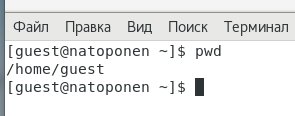 Файл Правка Вид Поиск Терминал
[guest@natoponen ~]$ pwd
/home/guest
[guest@natoponen ~]$